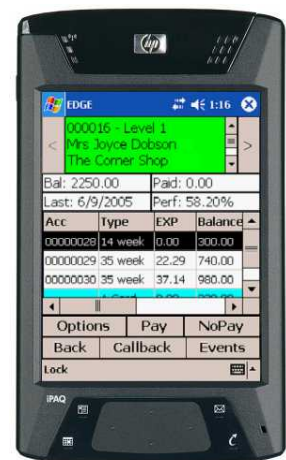 hp
EDGE 1:16
000016 - Level 1
Mrs Joyce Dobson
The Corner Shop
< >
Bal: 2250.00 Paid: 0.00
Last: 6/9/2005 Perf: 58.20%
Acc Type EXP Balance
00000028 14 week 0.00 300.00
00000029 35 week 22.29 740.00
00000030 35 week 37.14 980.00
Options Pay NoPay
Back Callback Events
Lock
iPAQ